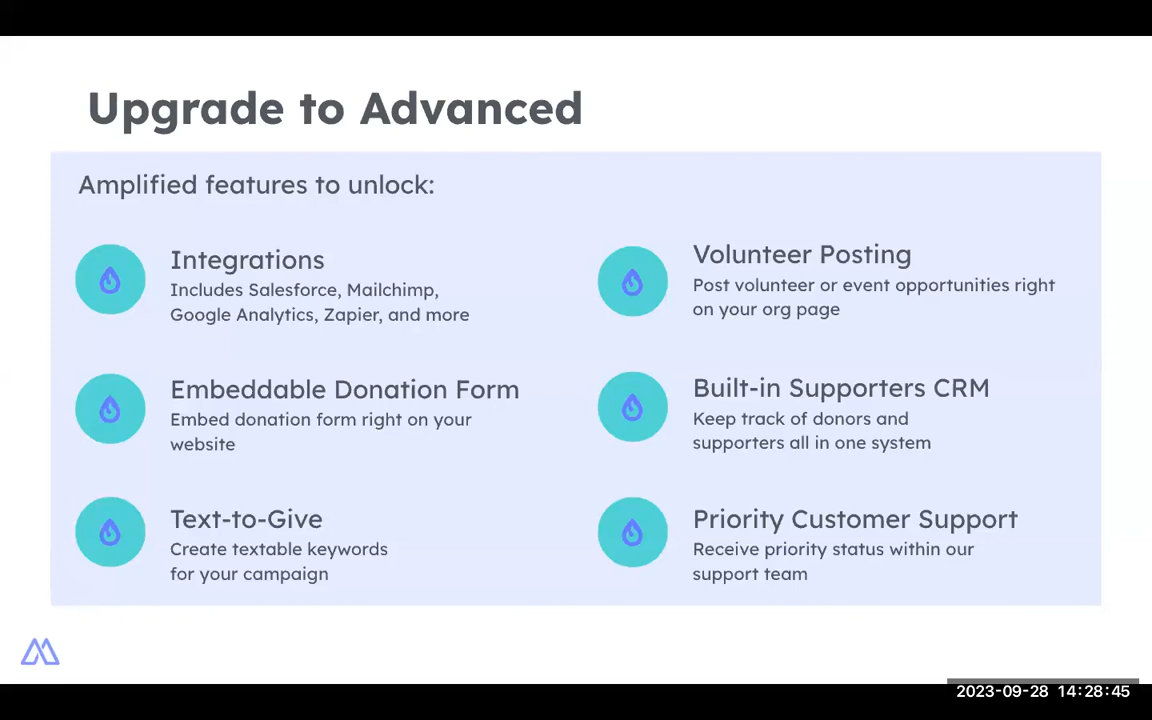 Upgrade to Advanced
Amplified features to unlock:
Integrations
Includes Salesforce, Mailchimp,
Google Analytics, Zapier, and more
Embeddable Donation Form
Embed donation form right on your
website
Text-to-Give
Create textable keywords
for your campaign
Volunteer Posting
Post volunteer or event opportunities right
on your org page
Built-in Supporters CRM
Keep track of donors and
supporters all in one system
Priority Customer Support
Receive priority status within our
support team
2023-09-28 14:28:45